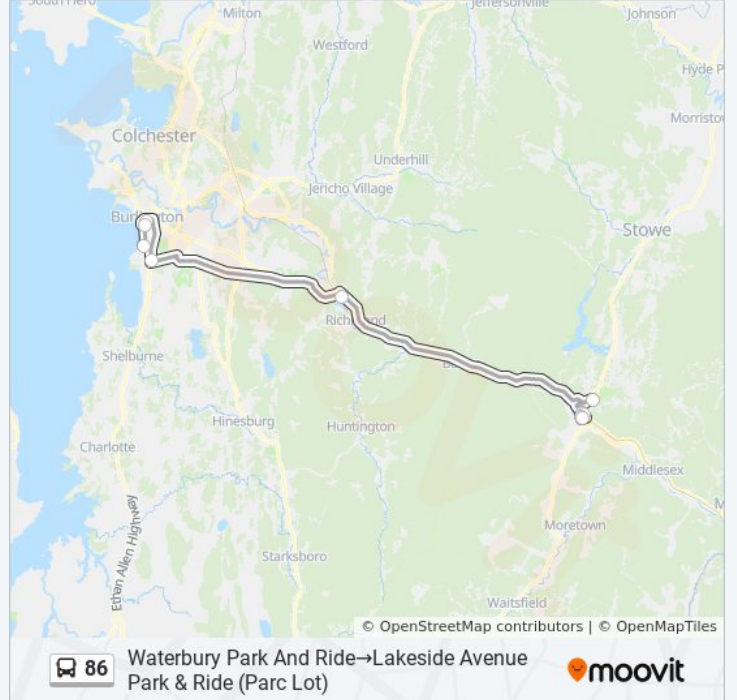 South Hero
Milton
Jeffersonville
Johnson
Westford
Hyde P
Morristo
Colchester
Underhill
Jericho Village
Burlington
Stowe
Richmond
Shelburne
Hinesburg
Huntington
Charlotte
Middlesex
M
Moretown
Ethan Allen Highway
Starksboro
Waitsfield
© OpenStreetMap contributors | © OpenMapTiles
86
Waterbury Park And Ride→Lakeside Avenue
Park & Ride (Parc Lot)
moovit